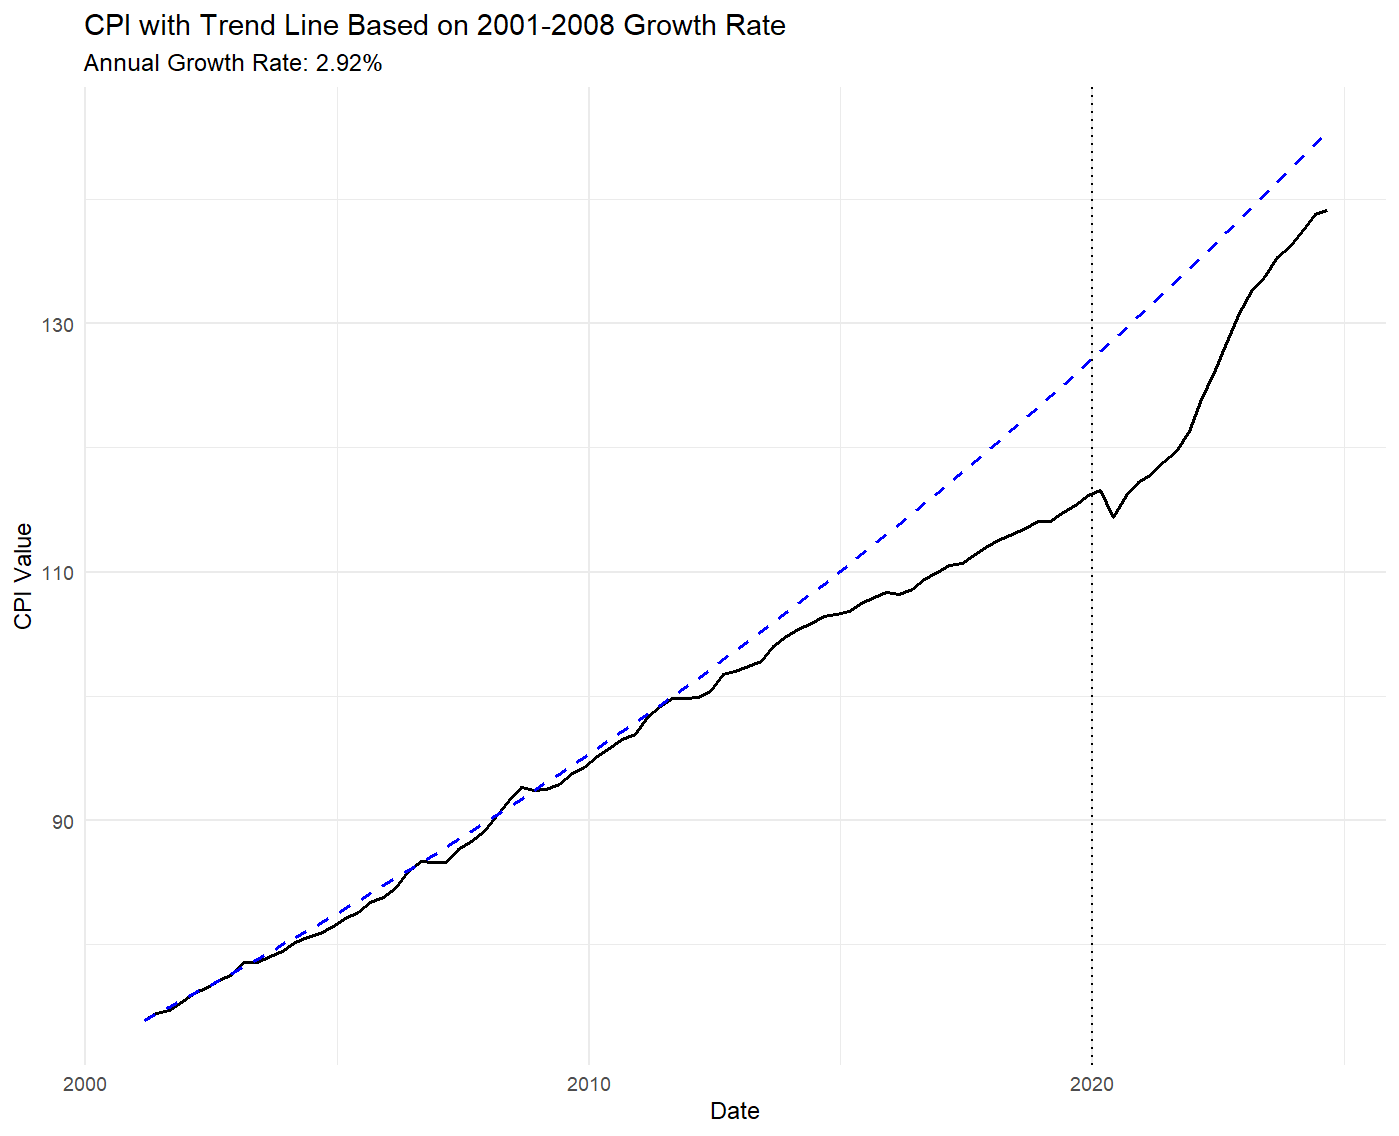 CPI with Trend Line Based on 2001-2008 Growth Rate
Annual Growth Rate: 2.92%
130
110
90
CPI Value
2000 2010 2020
Date